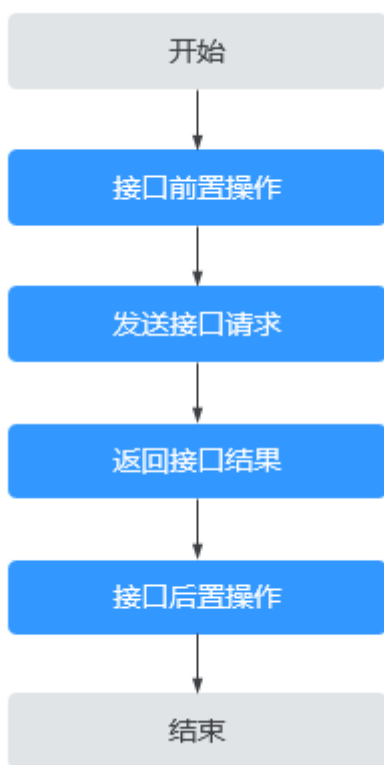 开始
接口前置操作
发送接口请求
返回接口结果
接口后置操作
结束